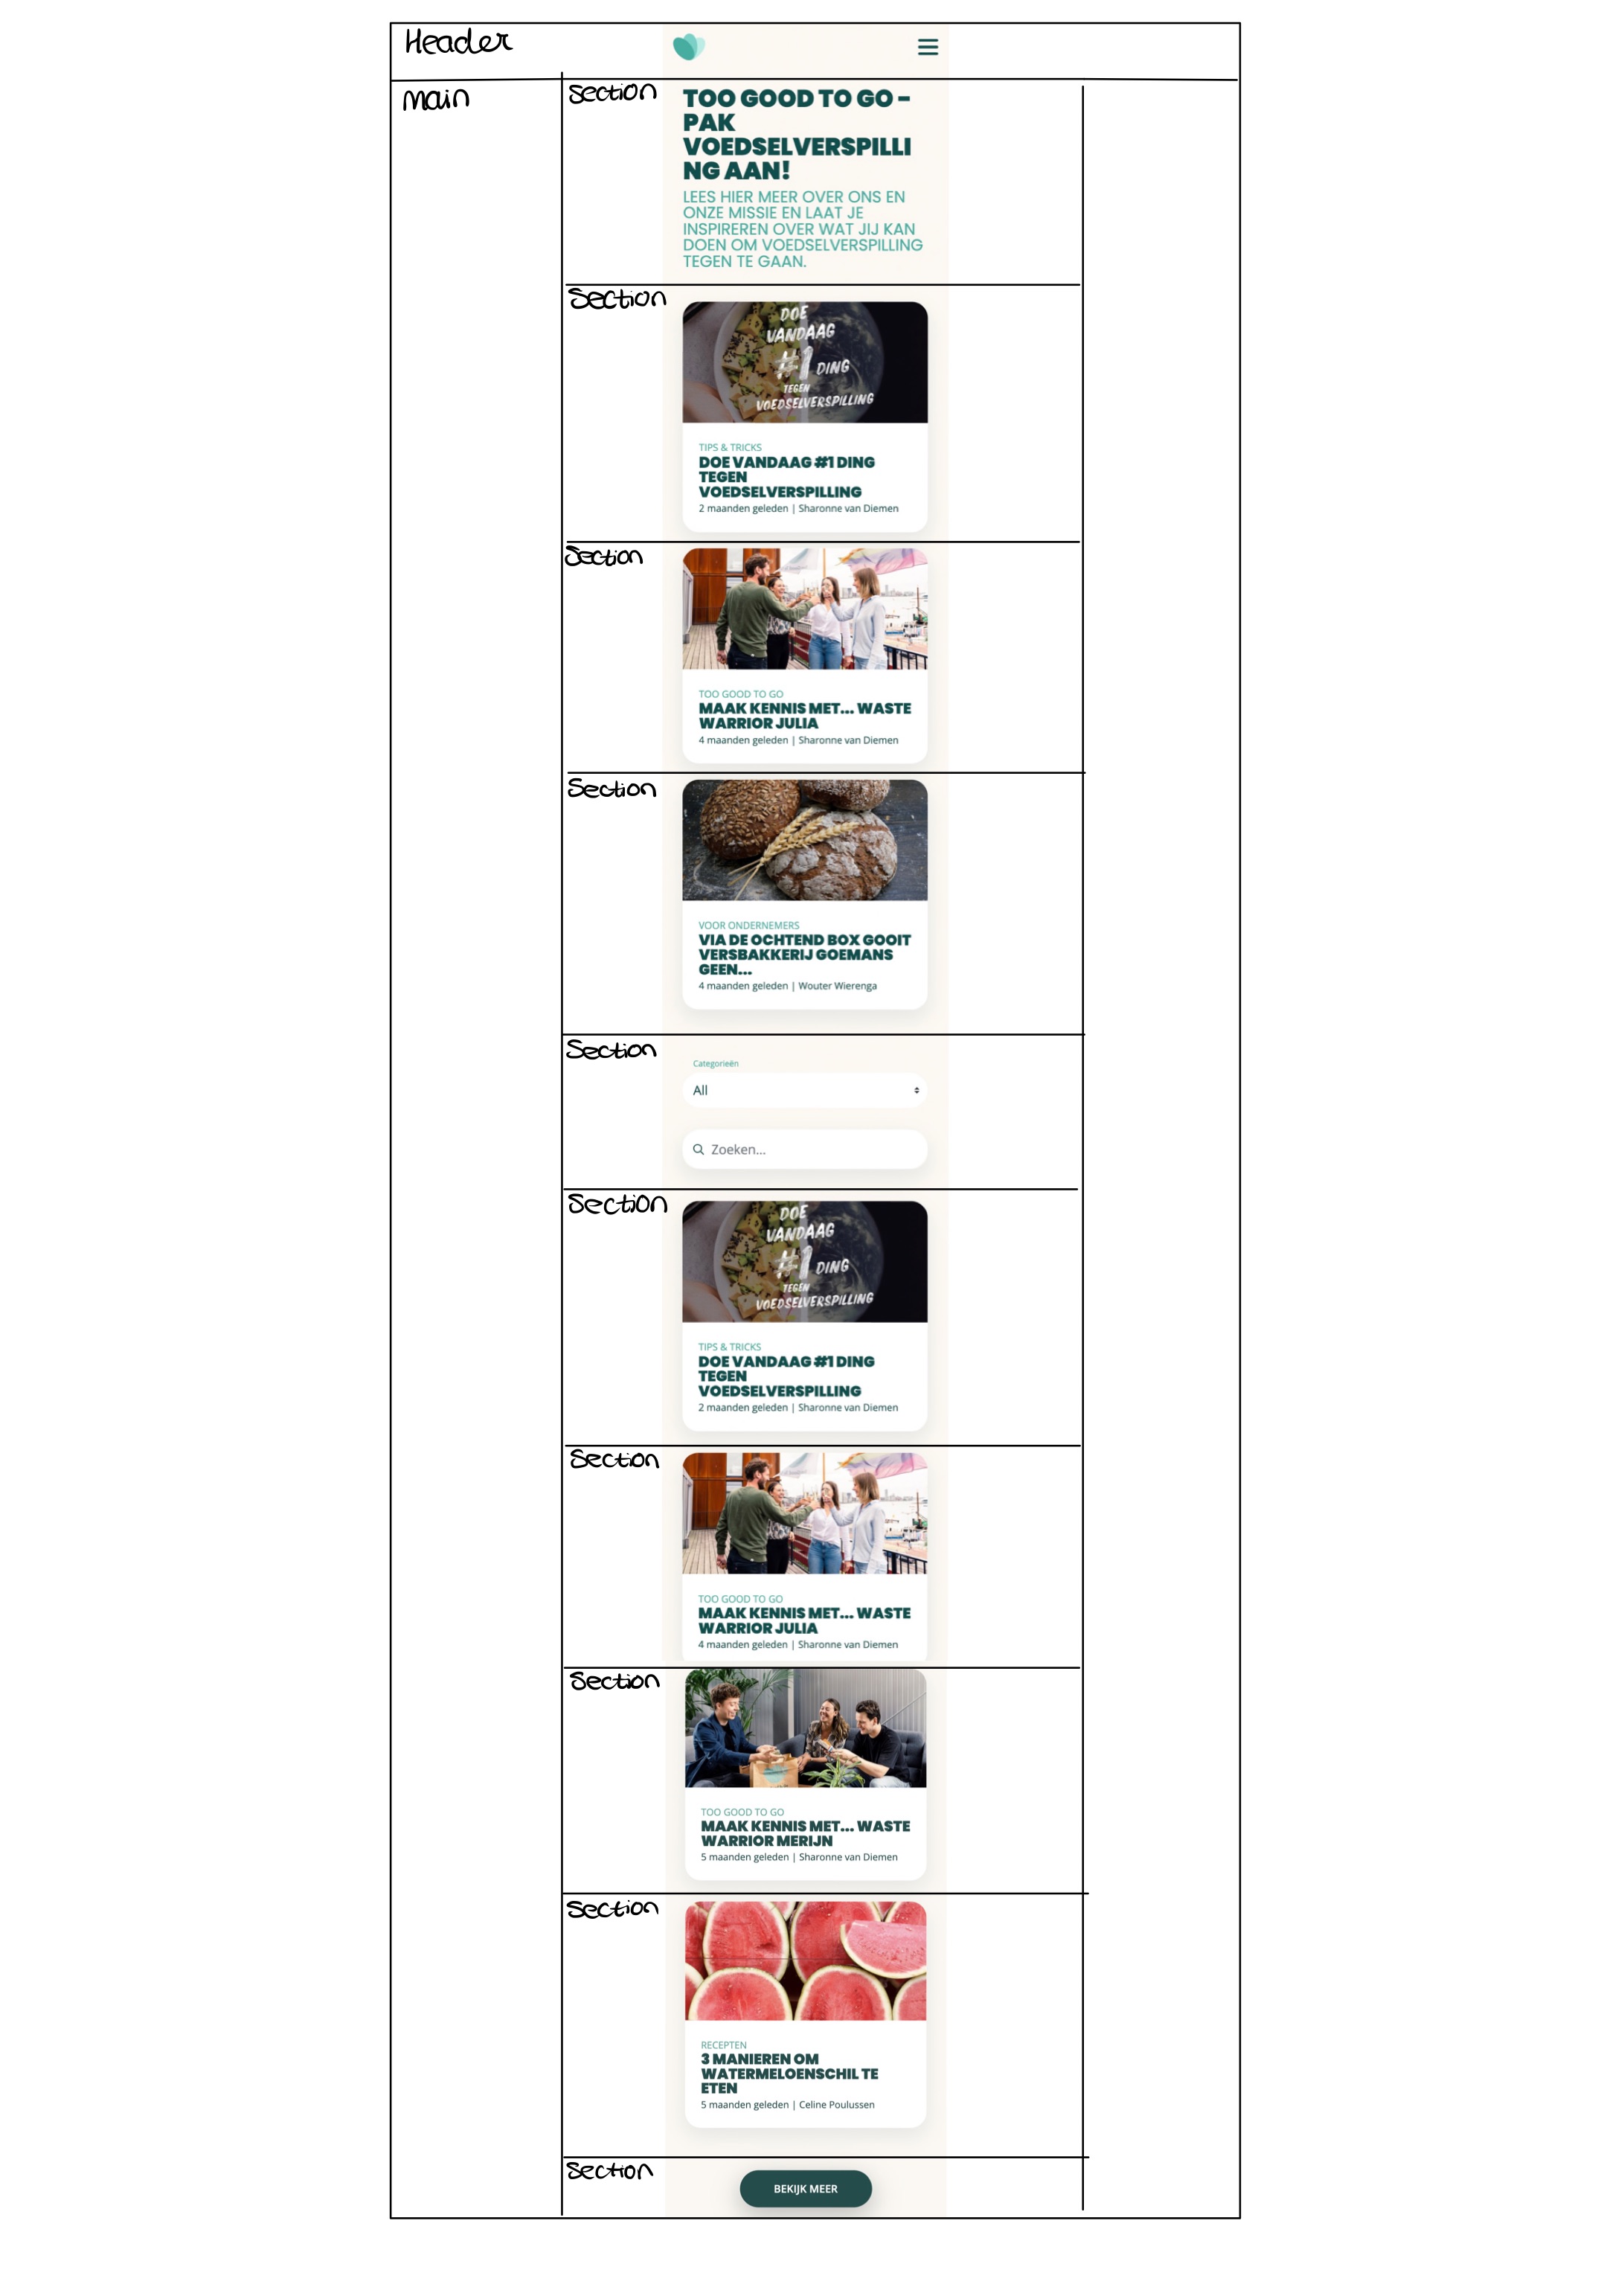 Header
main
Section
TOO GOOD TO GO -
PAK
VOEDSELVERSPILLI
NG AAN!
LEES HIER MEER OVER ONS EN
ONZE MISSIE EN LAAT JE
INSPIREREN OVER WAT JIJ KAN
DOEN OM VOEDSELVERSPILLING
TEGEN TE GAAN.
Section
DOE
VANDAAG
#1 DING
TEGEN
VOEDSELVERSPILLING
TIPS & TRICKS
DOE VANDAAG #1 DING
TEGEN
VOEDSELVERSPILLING
2 maanden geleden | Sharonne van Diemen
Section
TOO GOOD TO GO
MAAK KENNIS MET... WASTE
WARRIOR JULIA
4 maanden geleden | Sharonne van Diemen
Section
VOOR ONDERNEMERS
VIA DE OCHTEND BOX GOOIT
VERSBAKKERIJ GOEMANS
GEEN...
4 maanden geleden | Wouter Wierenga
Section
Categorieën
All
Zoeken...
Section
DOE
VANDAAG
#1 DING
TEGEN
VOEDSELVERSPILLING
TIPS & TRICKS
DOE VANDAAG #1 DING
TEGEN
VOEDSELVERSPILLING
2 maanden geleden | Sharonne van Diemen
Section
TOO GOOD TO GO
MAAK KENNIS MET... WASTE
WARRIOR JULIA
4 maanden geleden | Sharonne van Diemen
Section
TOO GOOD TO GO
MAAK KENNIS MET... WASTE
WARRIOR MERIJN
5 maanden geleden | Sharonne van Diemen
Section
RECEPTEN
3 MANIEREN OM
WATERMELOENSCHIL TE
ETEN
5 maanden geleden | Celine Poulussen
Section
BEKIJK MEER